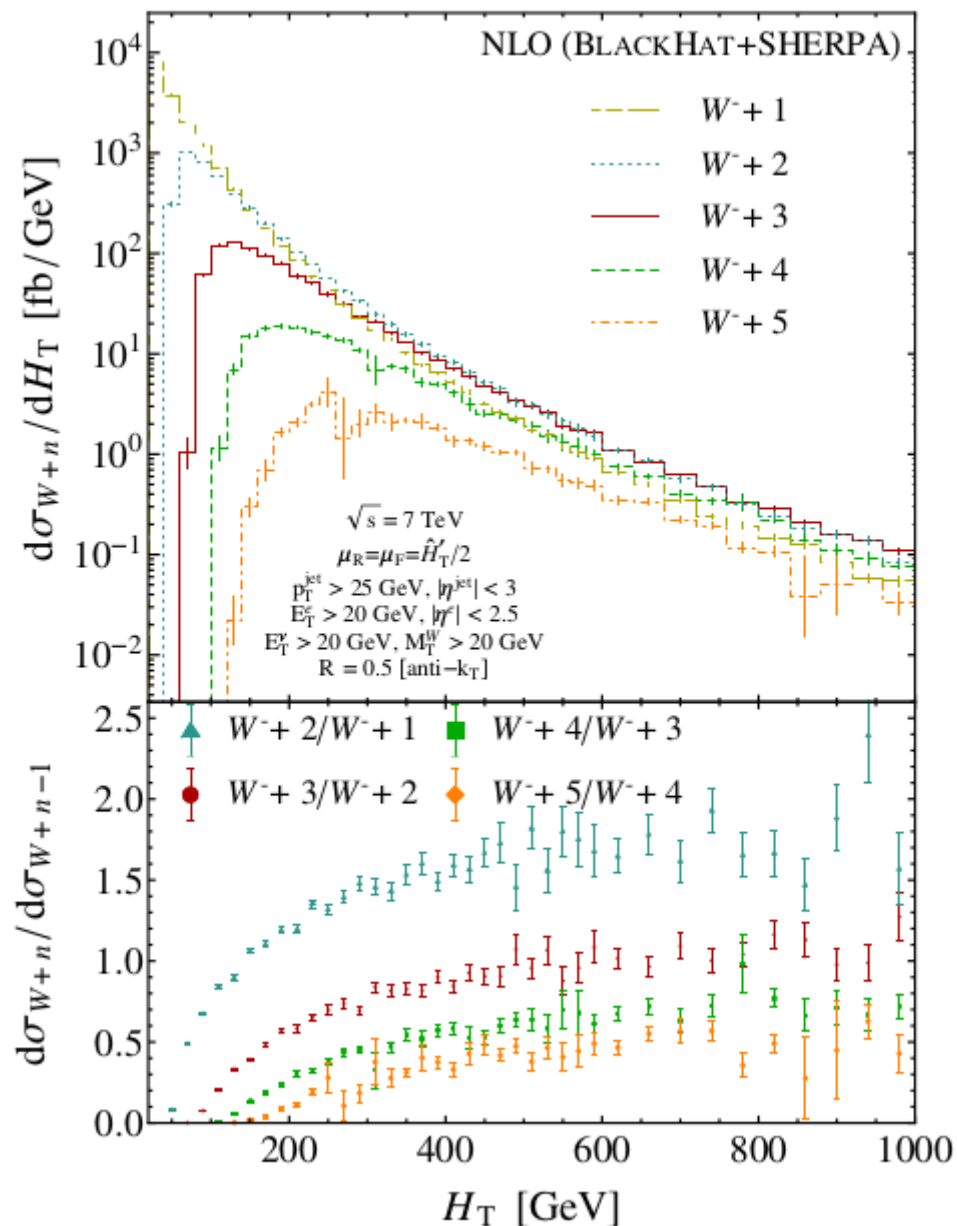 NLO (BLACKHAT+SHERPA)
W⁻ + 1
W⁻ + 2
W⁻ + 3
W⁻ + 4
W⁻ + 5
dσ_{W+n}/dH_T [fb/GeV]
10⁴
10³
10²
10¹
10⁰
10⁻¹
10⁻²
√s = 7 TeV
μ_R=μ_F=Ĥ′_T/2
p_T^{jet} > 25 GeV, |η^{jet}| < 3
E_T^e > 20 GeV, |η^e| < 2.5
E_T^ν > 20 GeV, M_T^W > 20 GeV
R = 0.5 [anti−k_T]
W⁻ + 2/W⁻ + 1 W⁻ + 4/W⁻ + 3
W⁻ + 3/W⁻ + 2 W⁻ + 5/W⁻ + 4
dσ_{W+n}/dσ_{W+n−1}
2.5
2.0
1.5
1.0
0.5
0.0
200 400 600 800 1000
H_T [GeV]